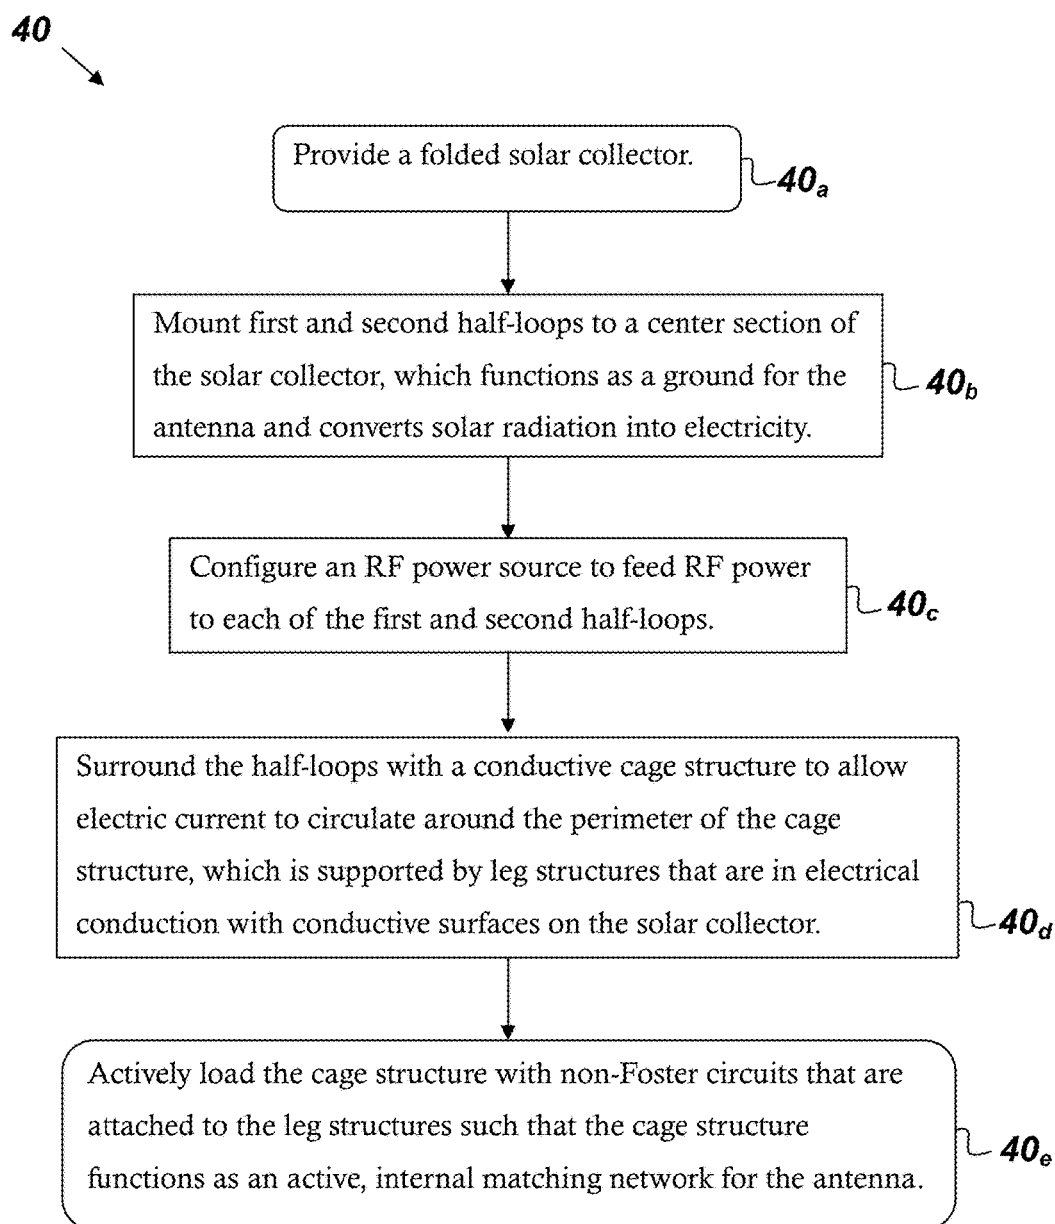 40
Provide a folded solar collector.
40a
Mount first and second half-loops to a center section of
the solar collector, which functions as a ground for the
antenna and converts solar radiation into electricity.
40b
Configure an RF power source to feed RF power
to each of the first and second half-loops.
40c
Surround the half-loops with a conductive cage structure to allow
electric current to circulate around the perimeter of the cage
structure, which is supported by leg structures that are in electrical
conduction with conductive surfaces on the solar collector.
40d
Actively load the cage structure with non-Foster circuits that are
attached to the leg structures such that the cage structure
functions as an active, internal matching network for the antenna.
40e